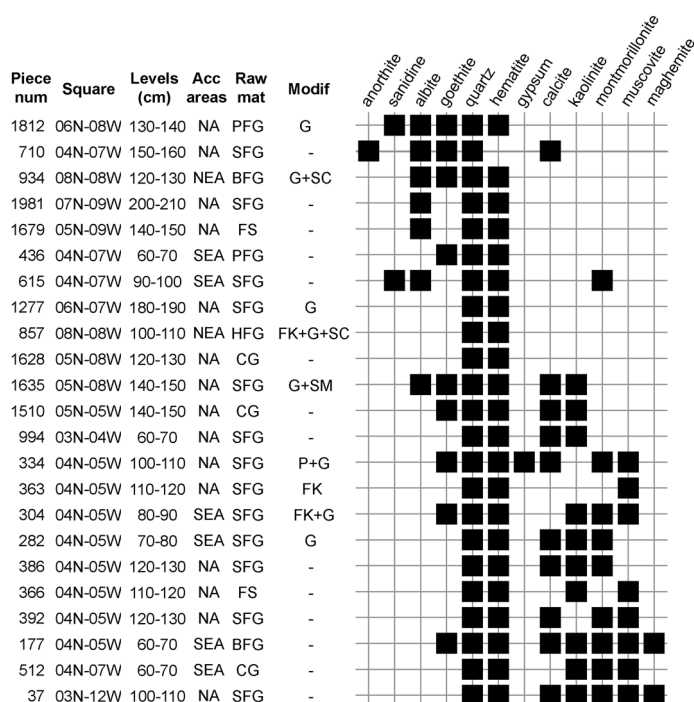 anorthite sanidine albite goethite quartz hematite gypsum calcite kaolinite montmorillonite muscovite maghemite
Piece num Square Levels (cm) Acc areas Raw mat Modif
1812 06N-08W 130-140 NA PFG G
710 04N-07W 150-160 NA SFG -
934 08N-08W 120-130 NEA BFG G+SC
1981 07N-09W 200-210 NA SFG -
1679 05N-09W 140-150 NA FS -
436 04N-07W 60-70 SEA PFG -
615 04N-07W 90-100 SEA SFG -
1277 06N-07W 180-190 NA SFG G
857 08N-08W 100-110 NEA HFG FK+G+SC
1628 05N-08W 120-130 NA CG -
1635 05N-08W 140-150 NA SFG G+SM
1510 05N-05W 140-150 NA CG -
994 03N-04W 60-70 NA SFG -
334 04N-05W 100-110 NA SFG P+G
363 04N-05W 110-120 NA SFG FK
304 04N-05W 80-90 SEA SFG FK+G
282 04N-05W 70-80 SEA SFG G
386 04N-05W 120-130 NA SFG -
366 04N-05W 110-120 NA FS -
392 04N-05W 120-130 NA SFG -
177 04N-05W 60-70 SEA BFG -
512 04N-07W 60-70 SEA CG -
37 03N-12W 100-110 NA SFG -